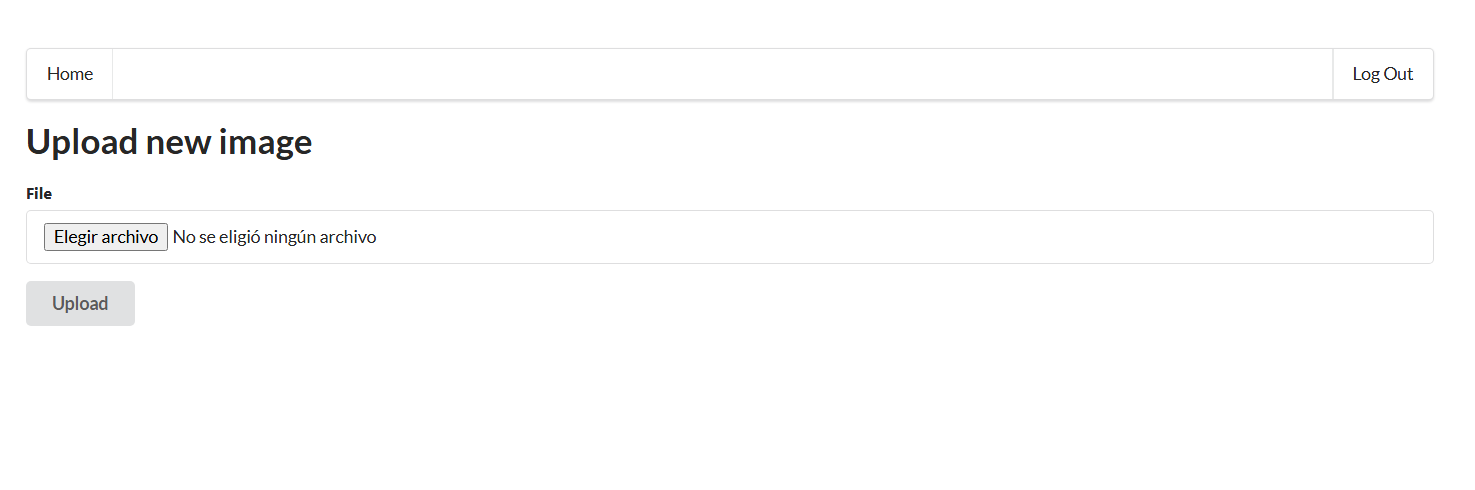 Home Log Out
Upload new image
File
Elegir archivo No se eligió ningún archivo
Upload